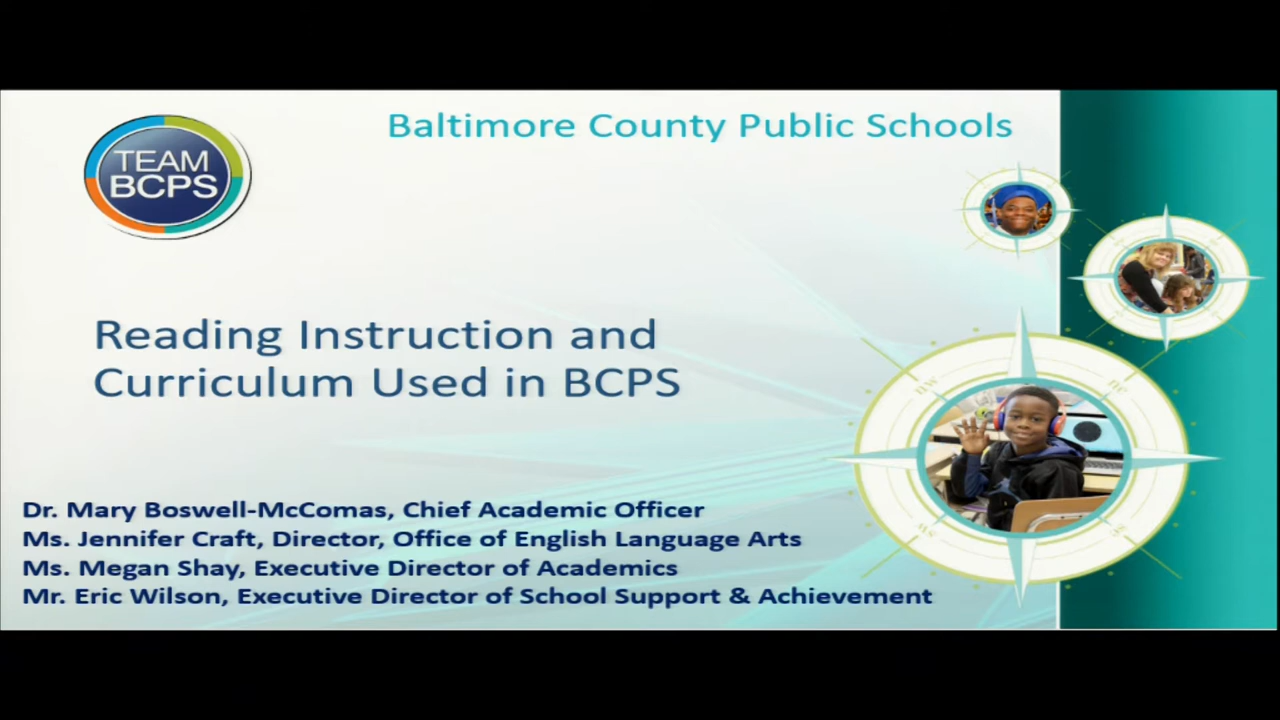 Baltimore County Public Schools
TEAM
BCPS
Reading Instruction and
Curriculum Used in BCPS
Dr. Mary Boswell-McComas, Chief Academic Officer
Ms. Jennifer Craft, Director, Office of English Language Arts
Ms. Megan Shay, Executive Director of Academics
Mr. Eric Wilson, Executive Director of School Support & Achievement